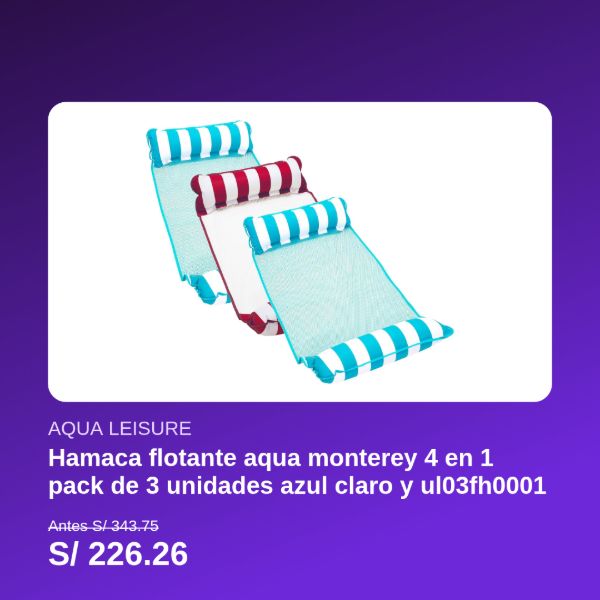 AQUA LEISURE
Hamaca flotante aqua monterey 4 en 1
pack de 3 unidades azul claro y ul03fh0001
Antes S/ 343.75
S/ 226.26